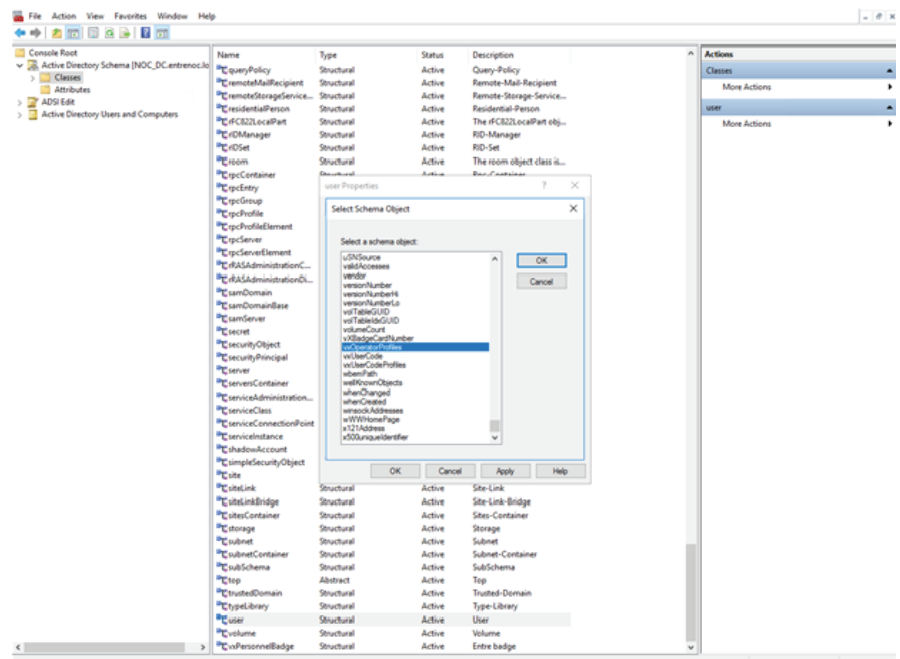 File Action View Favorites Window Help
Console Root
Active Directory Schema [NOC_DC.entrenoc.lo
Classes
Attributes
ADSI Edit
Active Directory Users and Computers
Name Type Status Description
queryPolicy Structural Active Query-Policy
remoteMailRecipient Structural Active Remote-Mail-Recipient
remoteStorageService... Structural Active Remote-Storage-Service...
residentialPerson Structural Active Residential-Person
rFC822LocalPart Structural Active The rFC822LocalPart obj...
rIDManager Structural Active RID-Manager
rIDSet Structural Active RID-Set
room Structural Active The room object class is...
rpcContainer Structural Active Rpc-Container
rpcEntry
rpcGroup
rpcProfile
rpcProfileElement
rpcServer
rpcServerElement
rRASAdministrationC...
rRASAdministrationDi...
samDomain
samDomainBase
samServer
secret
securityObject
securityPrincipal
server
serversContainer
serviceAdministration...
serviceClass
serviceConnectionPoint
serviceInstance
shadowAccount
simpleSecurityObject
site
siteLink Structural Active Site-Link
siteLinkBridge Structural Active Site-Link-Bridge
sitesContainer Structural Active Sites-Container
storage Structural Active Storage
subnet Structural Active Subnet
subnetContainer Structural Active Subnet-Container
subSchema Structural Active SubSchema
top Abstract Active Top
trustedDomain Structural Active Trusted-Domain
typeLibrary Structural Active Type-Library
user Structural Active User
volume Structural Active Volume
vxPersonnelBadge Structural Active Entre badge
user Properties ?
Select Schema Object
Select a schema object:
uSNSource
validAccesses
vendor
versionNumber
versionNumberHi
versionNumberLo
volTableGUID
volTableIdxGUID
volumeCount
vXBadgeCardNumber
vxOperatorProfiles
vxUserCode
vxUserCodeProfiles
wbemPath
wellKnownObjects
whenChanged
whenCreated
winsockAddresses
wWWHomePage
x121Address
x500uniqueIdentifier
OK
Cancel
OK Cancel Apply Help
Actions
Classes
More Actions
user
More Actions